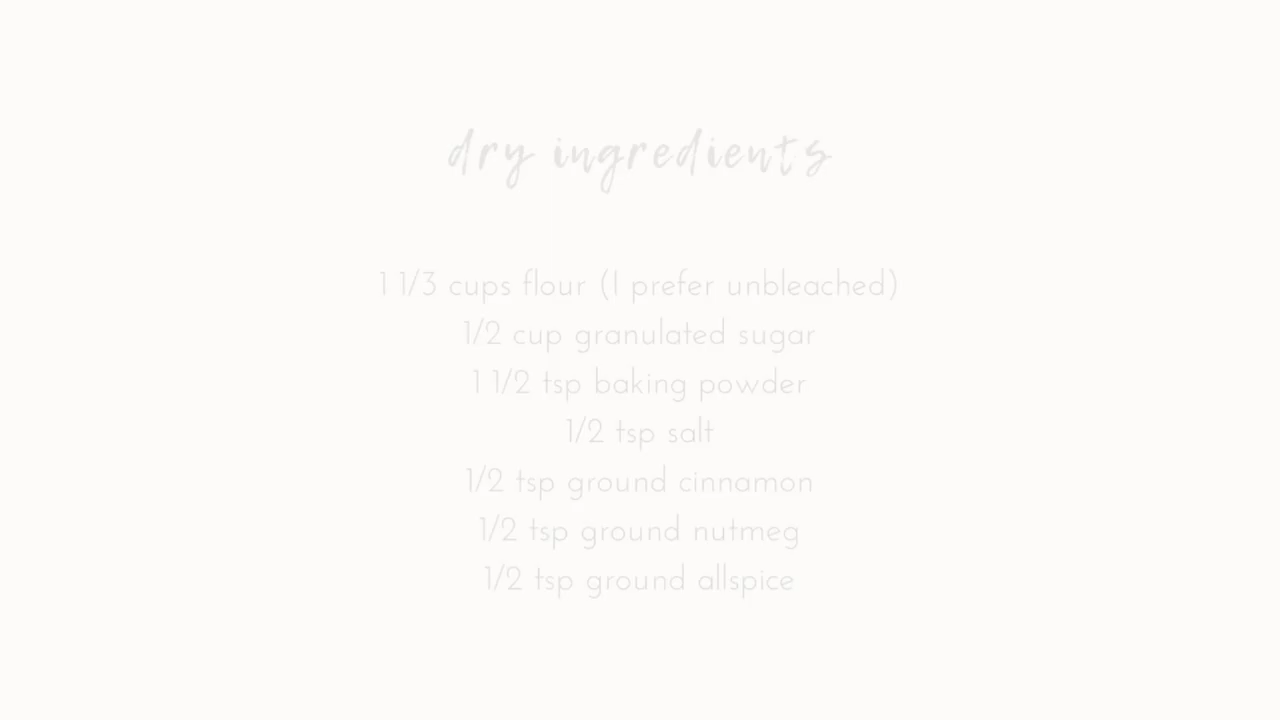 dry ingredients
1 1/3 cups flour (I prefer unbleached)
1/2 cup granulated sugar
1 1/2 tsp baking powder
1/2 tsp salt
1/2 tsp ground cinnamon
1/2 tsp ground nutmeg
1/2 tsp ground allspice